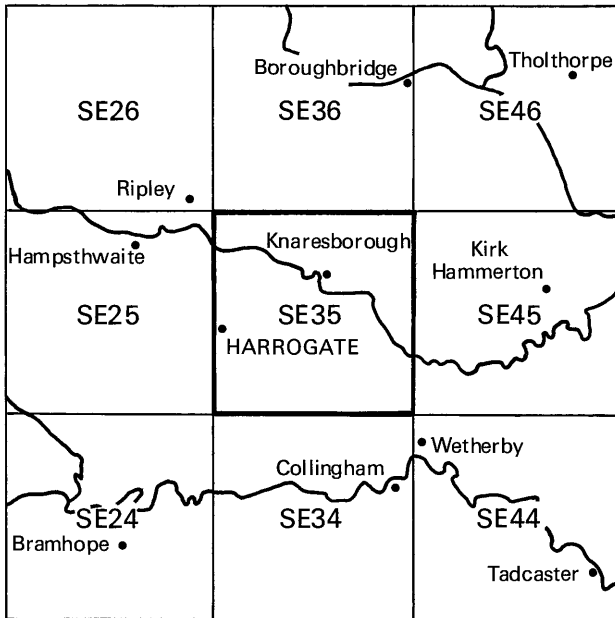 Boroughbridge
Tholthorpe
SE26
SE36
SE46
Ripley
Hampsthwaite
Knaresborough
Kirk
Hammerton
SE25
SE35
SE45
HARROGATE
Wetherby
Collingham
SE24
SE34
SE44
Bramhope
Tadcaster